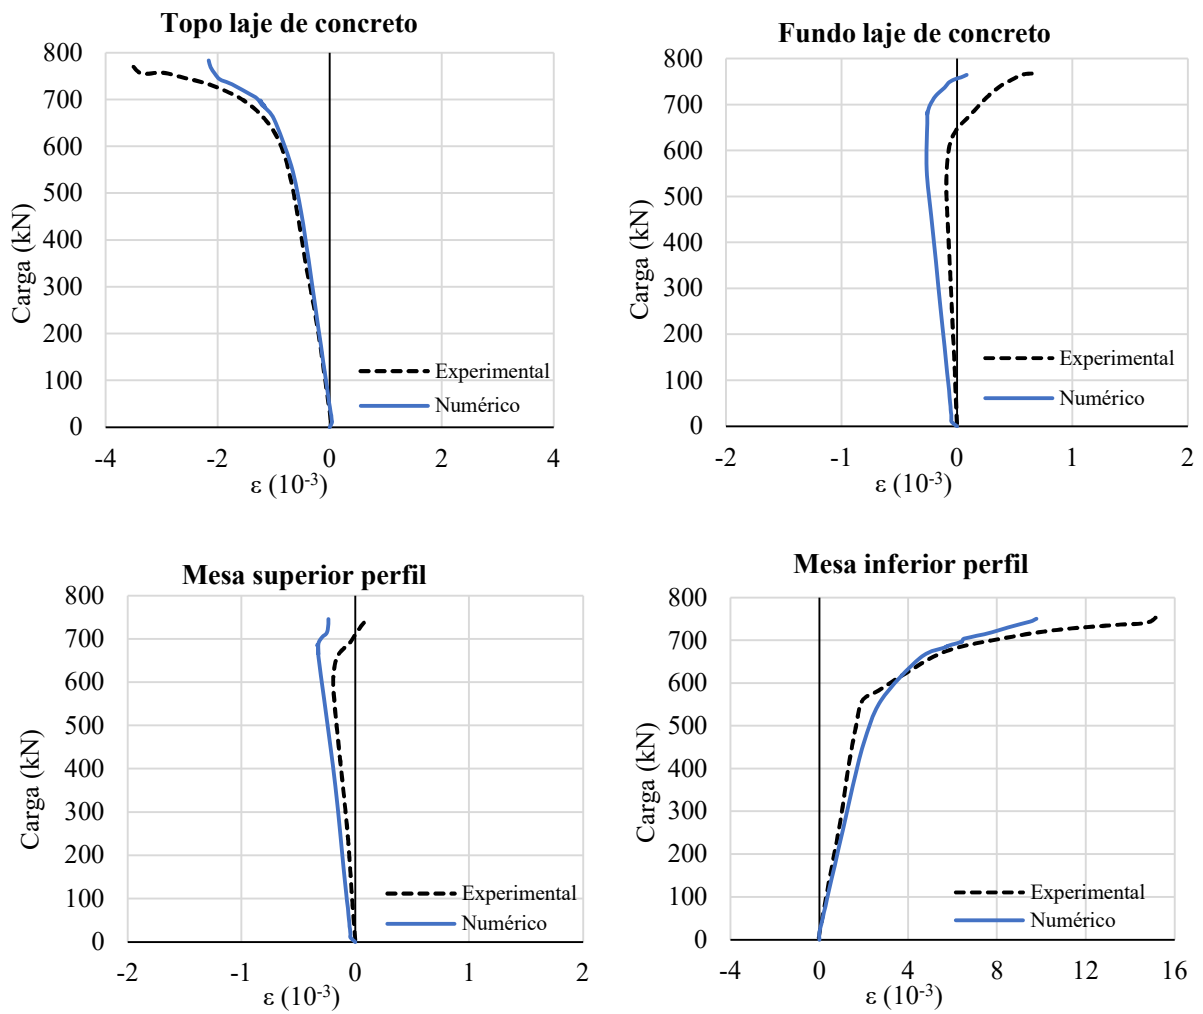 Topo laje de concreto
800
700
600
500
400
300
200
100
0
Carga (kN)
Experimental
Numérico
-4 -2 0 2 4
ε (10-3)
Fundo laje de concreto
800
700
600
500
400
300
200
100
0
Carga (kN)
Experimental
Numérico
-2 -1 0 1 2
ε (10-3)
Mesa superior perfil
800
700
600
500
400
300
200
100
0
Carga (kN)
Experimental
Numérico
-2 -1 0 1 2
ε (10-3)
Mesa inferior perfil
800
700
600
500
400
300
200
100
0
Carga (kN)
Experimental
Numérico
-4 0 4 8 12 16
ε (10-3)